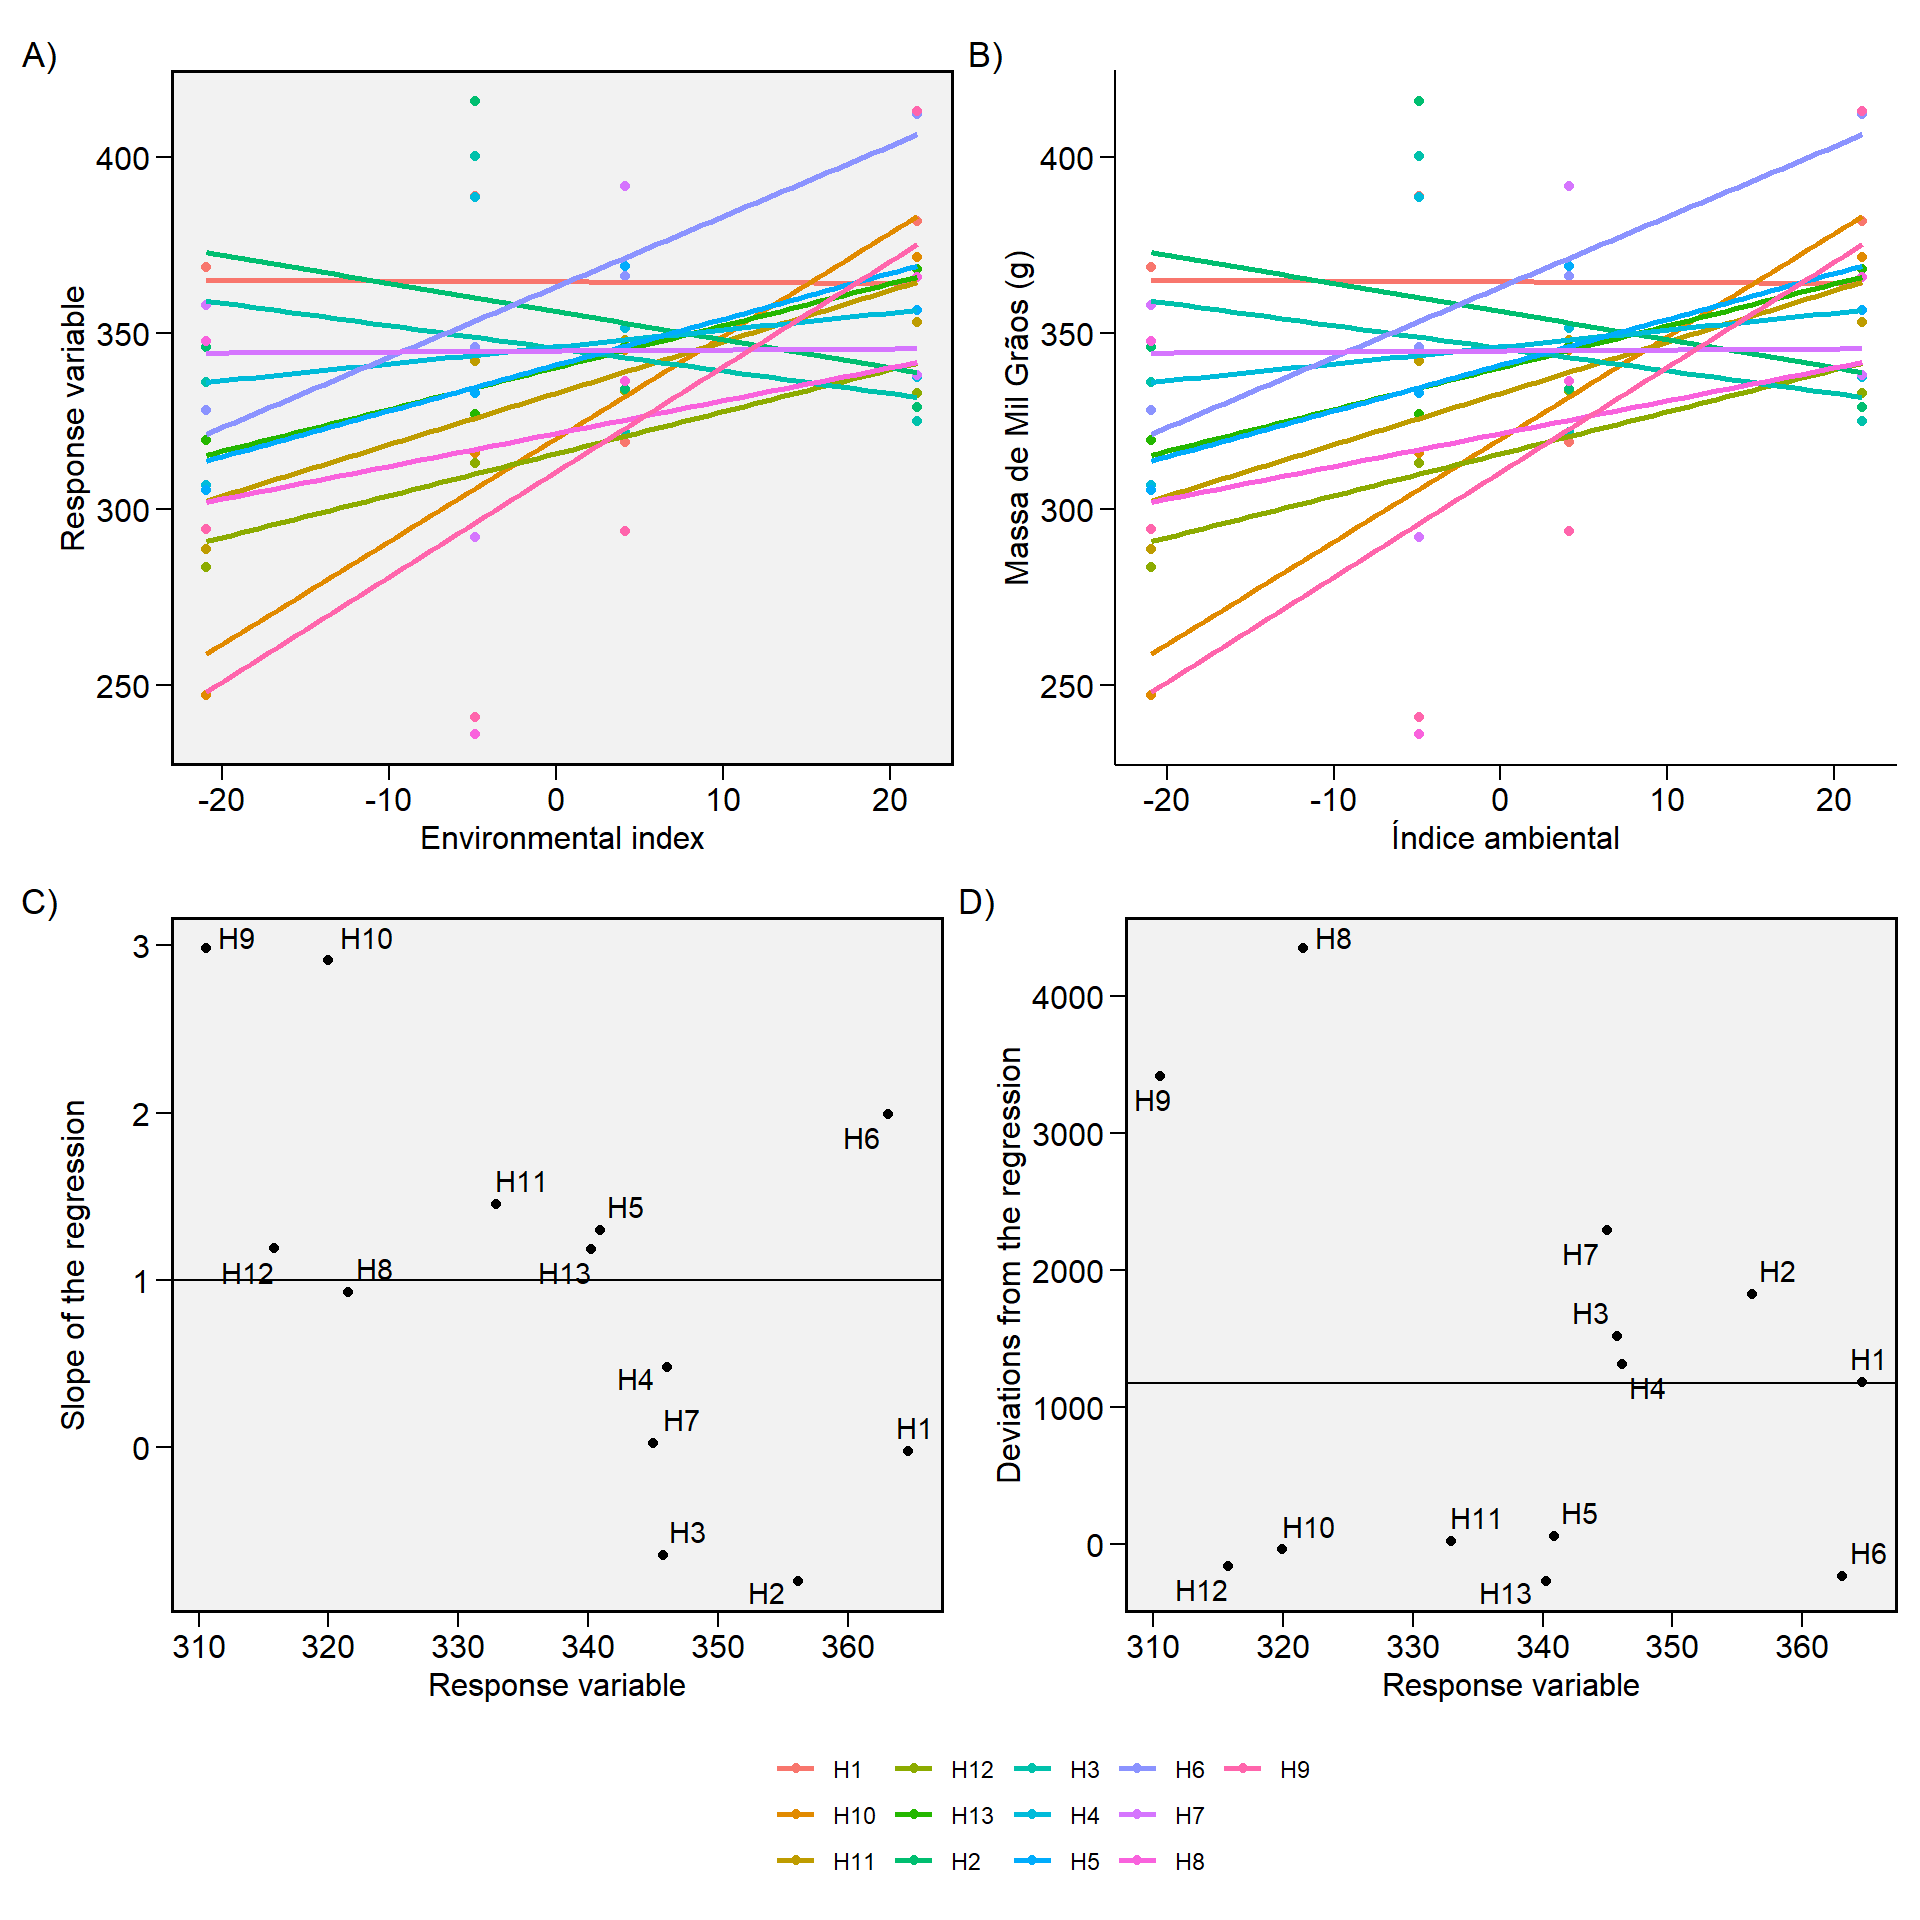 A)
Response variable
400
350
300
250
-20 -10 0 10 20
Environmental index
B)
Massa de Mil Grãos (g)
400
350
300
250
-20 -10 0 10 20
Índice ambiental
C)
Slope of the regression
3
2
1
0
H9
H10
H6
H11
H5
H12
H8
H13
H4
H7
H1
H3
H2
310 320 330 340 350 360
Response variable
D)
Deviations from the regression
4000
3000
2000
1000
0
H8
H9
H7
H2
H3
H1
H4
H10
H11
H5
H6
H12
H13
310 320 330 340 350 360
Response variable
H1 H12 H3 H6 H9
H10 H13 H4 H7
H11 H2 H5 H8